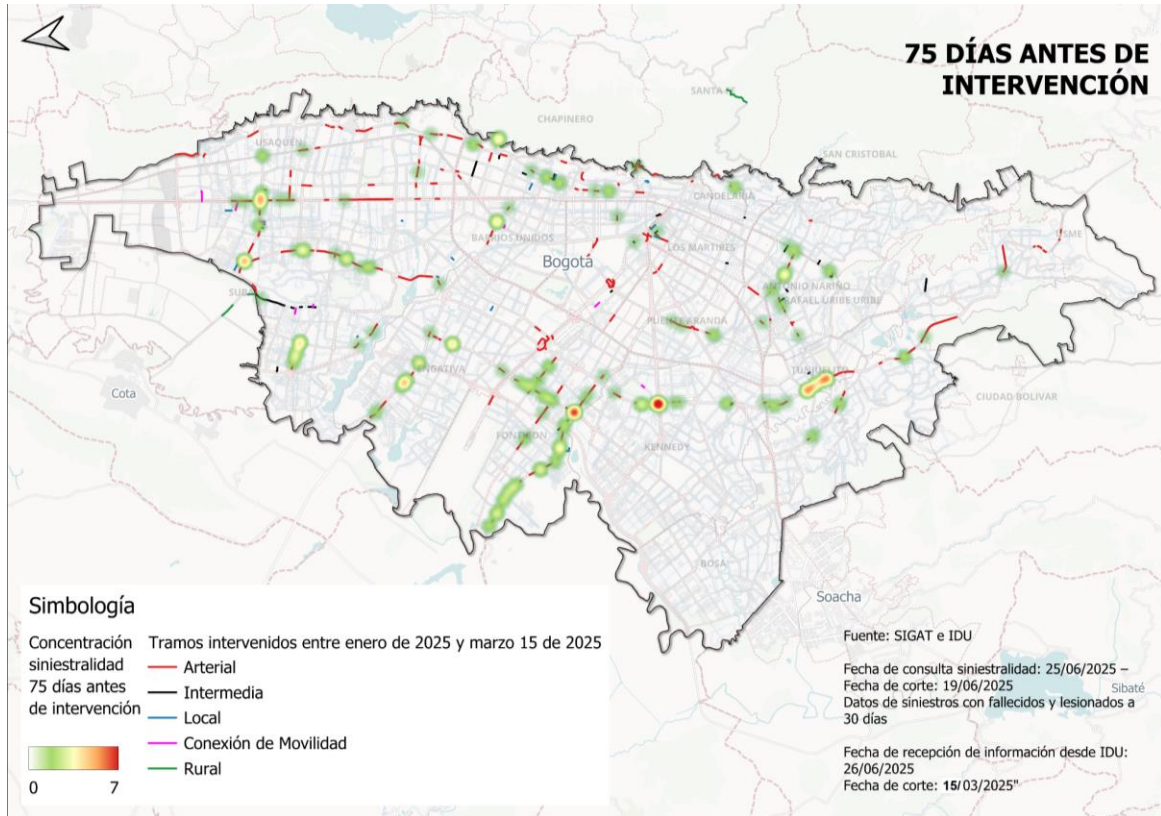 75 DÍAS ANTES DE
INTERVENCIÓN
SANTA FE
CHAPINERO
USAQUÉN
SAN CRISTOBAL
CANDELARIA
BARRIOS UNIDOS
LOS MÁRTIRES
USME
Bogotá
SUBA
ANTONIO NARIÑO
RAFAEL URIBE URIBE
PUENTE ARANDA
ENGATIVÁ
TUNJUELITO
Cota
CIUDAD BOLIVAR
FONTIBÓN
KENNEDY
BOSA
Soacha
Sibaté
Simbología
Concentración
siniestralidad
75 días antes
de intervención
0 7
Tramos intervenidos entre enero de 2025 y marzo 15 de 2025
Arterial
Intermedia
Local
Conexión de Movilidad
Rural
Fuente: SIGAT e IDU
Fecha de consulta siniestralidad: 25/06/2025 –
Fecha de corte: 19/06/2025
Datos de siniestros con fallecidos y lesionados a
30 días
Fecha de recepción de información desde IDU:
26/06/2025
Fecha de corte: 15/03/2025"